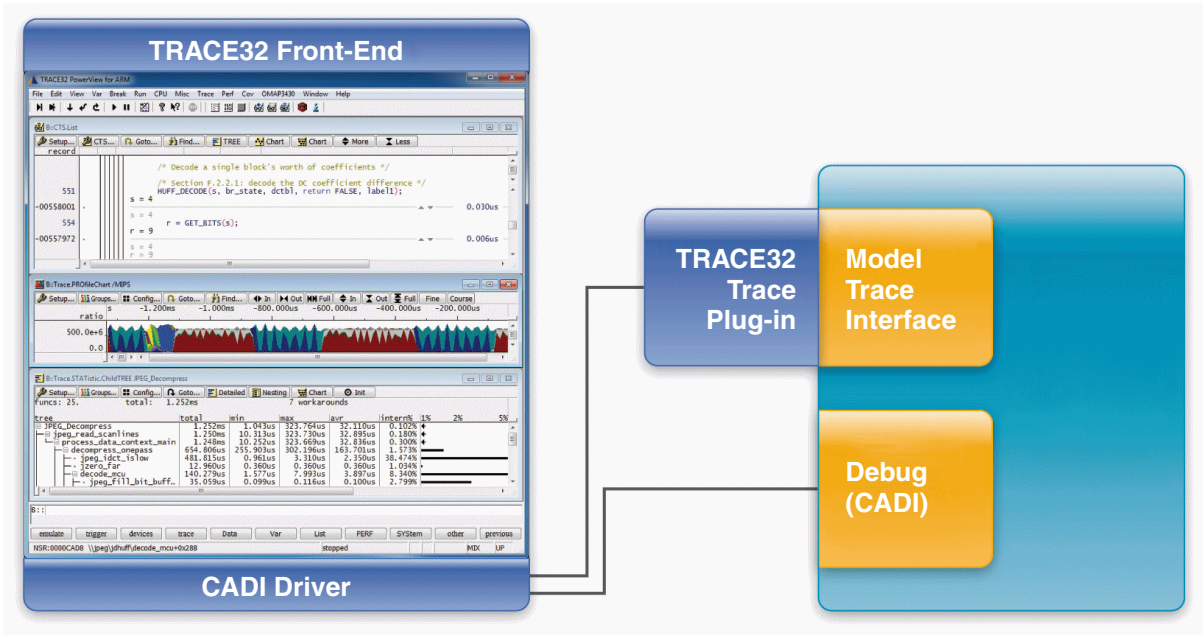 TRACE32 Front-End
TRACE32 PowerView for ARM
File Edit View Var Break Run CPU Misc Trace Perf Cov OMAP3430 Window Help
B::CTS.List
Setup... CTS... Goto... Find... TREE Chart Chart More Less
record
/* Decode a single block's worth of coefficients */
/* Section F.2.2.1: decode the DC coefficient difference */
551 HUFF_DECODE(s, br_state, dctbl, return FALSE, label1);
s = 4
-00558001 0.030us
s = 4
554 r = GET_BITS(s);
r = 9
-00557972 0.006us
s = 4
r = 9
B::Trace.PROfileChart /MIPS
Setup... Groups... Config... Goto... Find... In Out Full In Out Full Fine Course
s -1.200ms -1.000ms -800.000us -600.000us -400.000us -200.000us
ratio
500.0e+6
0.0
B::Trace.STATistic.ChildTREE JPEG_Decompress
Setup... Groups... Config... Goto... Detailed Nesting Chart Init
funcs: 25. total: 1.252ms 7 workarounds
tree total min max avr intern% 1% 2% 5%
JPEG_Decompress 1.252ms 1.043us 323.764us 32.110us 0.102%
jpeg_read_scanlines 1.250ms 10.313us 323.730us 32.895us 0.180%
process_data_context_main 1.248ms 10.252us 323.669us 32.836us 0.300%
decompress_onepass 654.806us 255.903us 302.196us 163.701us 1.573%
jpeg_idct_islow 481.815us 0.961us 3.310us 2.350us 38.474%
jzero_far 12.960us 0.360us 0.360us 0.360us 1.034%
decode_mcu 140.279us 1.577us 7.993us 3.897us 8.340%
jpeg_fill_bit_buff.. 35.059us 0.099us 0.116us 0.100us 2.799%
B::
emulate trigger devices trace Data Var List PERF SYStem other previous
NSR:0000CAD8 \\jpeg\jdhuff\decode_mcu+0x288 stopped MIX UP
CADI Driver
TRACE32
Trace
Plug-in
Model
Trace
Interface
Debug
(CADI)